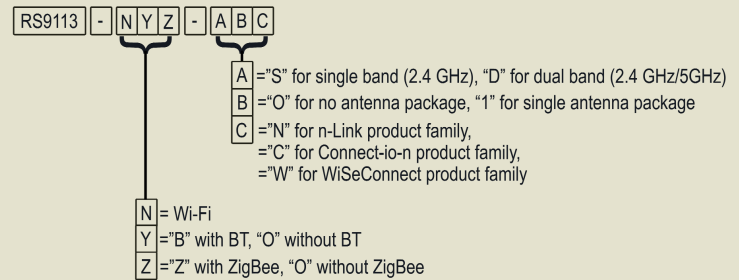 RS9113 - N Y Z - A B C
A ="S" for single band (2.4 GHz), "D" for dual band (2.4 GHz/5GHz)
B ="O" for no antenna package, "1" for single antenna package
C ="N" for n-Link product family,
="C" for Connect-io-n product family,
="W" for WiSeConnect product family
N = Wi-Fi
Y ="B" with BT, "O" without BT
Z ="Z" with ZigBee, "O" without ZigBee